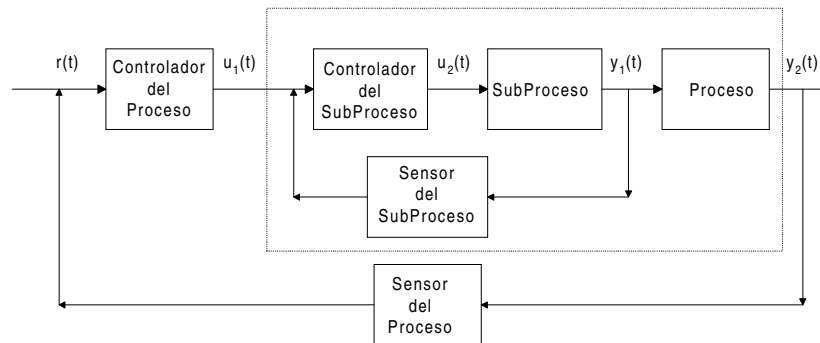 r(t)
Controlador
del
Proceso
u₁(t)
Controlador
del
SubProceso
u₂(t)
SubProceso
y₁(t)
Proceso
y₂(t)
Sensor
del
SubProceso
Sensor
del
Proceso